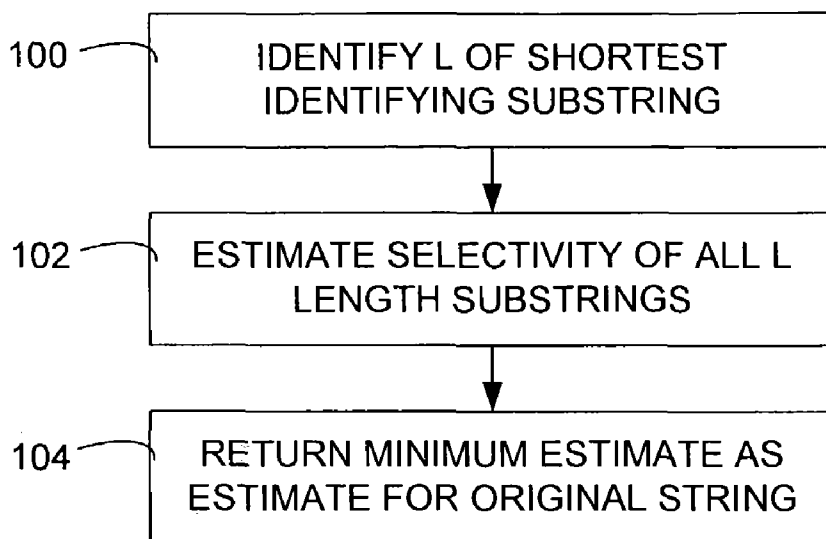 100
IDENTIFY L OF SHORTEST
IDENTIFYING SUBSTRING
102
ESTIMATE SELECTIVITY OF ALL L
LENGTH SUBSTRINGS
104
RETURN MINIMUM ESTIMATE AS
ESTIMATE FOR ORIGINAL STRING